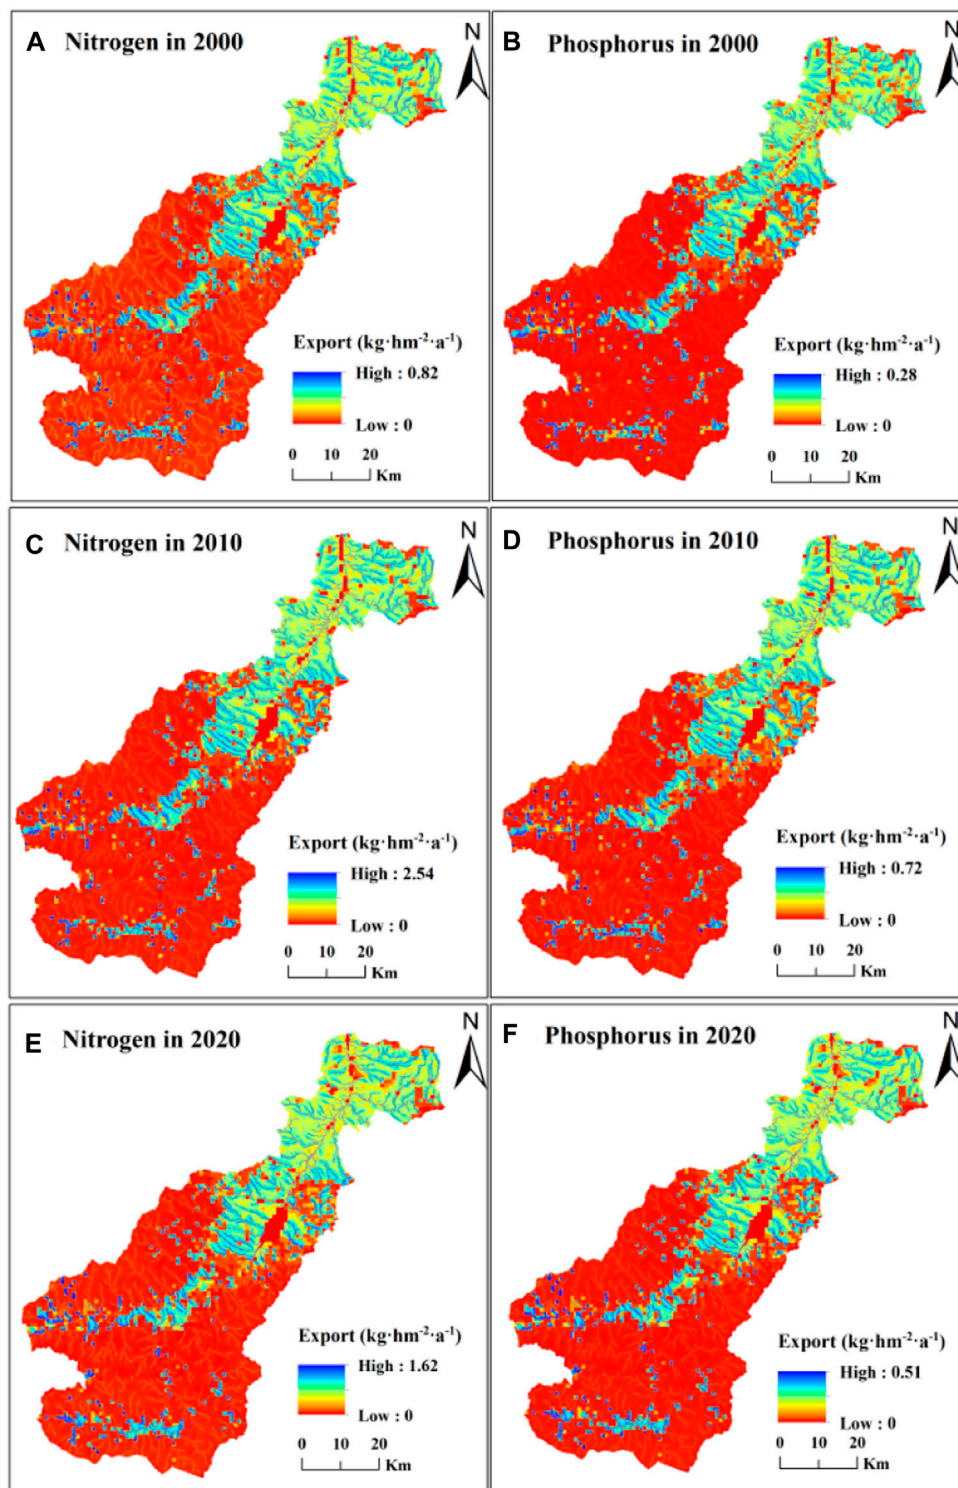 A Nitrogen in 2000
N
Export (kg·hm⁻²·a⁻¹)
High : 0.82
Low : 0
0 10 20
Km
B Phosphorus in 2000
N
Export (kg·hm⁻²·a⁻¹)
High : 0.28
Low : 0
0 10 20
Km
C Nitrogen in 2010
N
Export (kg·hm⁻²·a⁻¹)
High : 2.54
Low : 0
0 10 20
Km
D Phosphorus in 2010
N
Export (kg·hm⁻²·a⁻¹)
High : 0.72
Low : 0
0 10 20
Km
E Nitrogen in 2020
N
Export (kg·hm⁻²·a⁻¹)
High : 1.62
Low : 0
0 10 20
Km
F Phosphorus in 2020
N
Export (kg·hm⁻²·a⁻¹)
High : 0.51
Low : 0
0 10 20
Km